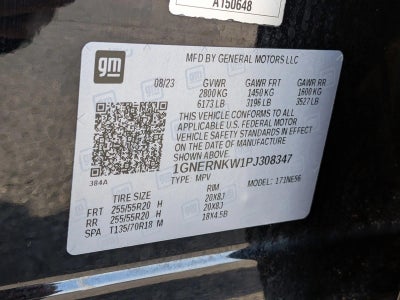 A150648
gm
MFD BY GENERAL MOTORS LLC
08/23 GVWR GAWR FRT GAWR RR
2800 KG 1450 KG 1600 KG
6173 LB 3196 LB 3527 LB
THIS VEHICLE CONFORMS TO ALL
APPLICABLE U.S. FEDERAL MOTOR
VEHICLE SAFETY STANDARDS IN EFFECT
ON THE DATE OF MANUFACTURE
SHOWN ABOVE.
1GNERNKW1PJ308347
384A TYPE: MPV MODEL: 171NE56
TIRE SIZE RIM
FRT 255/55R20 H 20X8J
RR 255/55R20 H 20X8J
SPA T135/70R18 M 18X4.5B